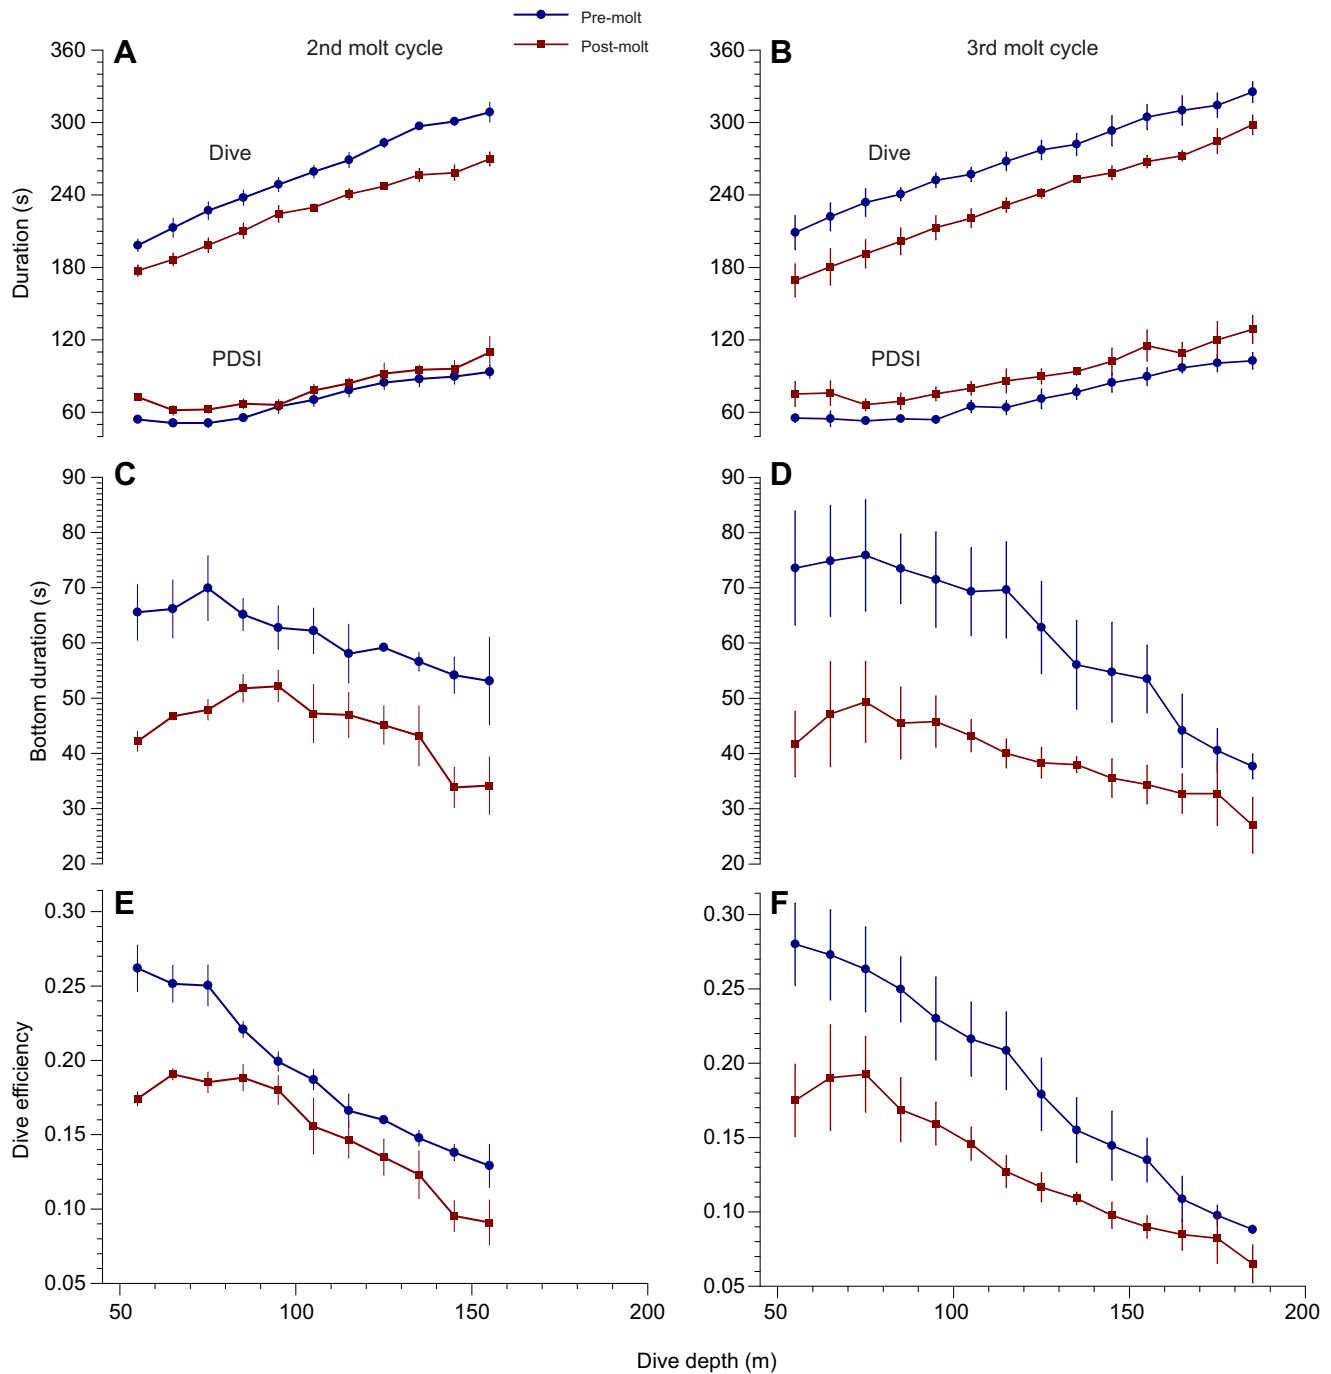 Pre-molt
Post-molt
A 2nd molt cycle
B 3rd molt cycle
360
300
240
180
120
60
Duration (s)
Dive
PDSI
360
300
240
180
120
60
Dive
PDSI
C
90
80
70
60
50
40
30
20
Bottom duration (s)
D
90
80
70
60
50
40
30
20
E
0.30
0.25
0.20
0.15
0.10
0.05
Dive efficiency
50 100 150 200
F
0.30
0.25
0.20
0.15
0.10
0.05
50 100 150 200
Dive depth (m)